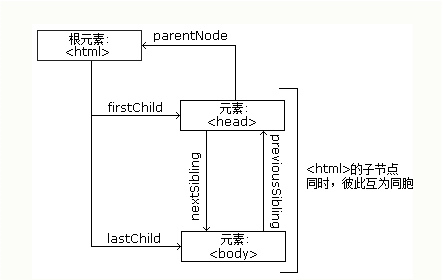 根元素:
<html>
parentNode
firstChild
元素:
<head>
nextSibling
previousSibling
<html>的子节点
同时，彼此互为同胞
lastChild
元素:
<body>